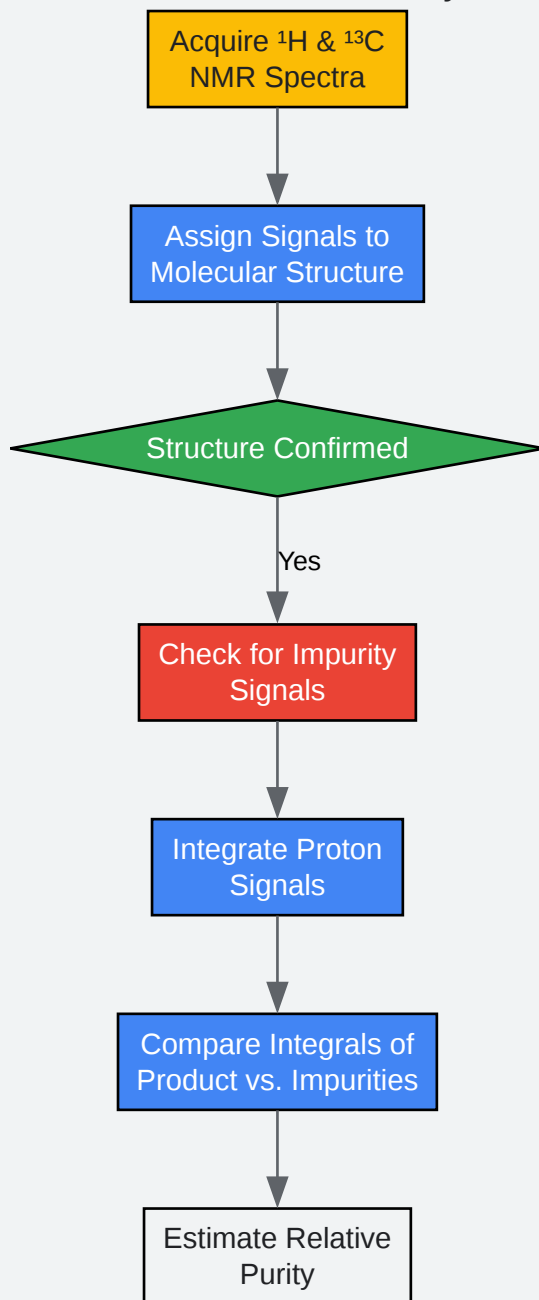 Acquire ¹H & ¹³C
NMR Spectra
Assign Signals to
Molecular Structure
Structure Confirmed
Yes
Check for Impurity
Signals
Integrate Proton
Signals
Compare Integrals of
Product vs. Impurities
Estimate Relative
Purity